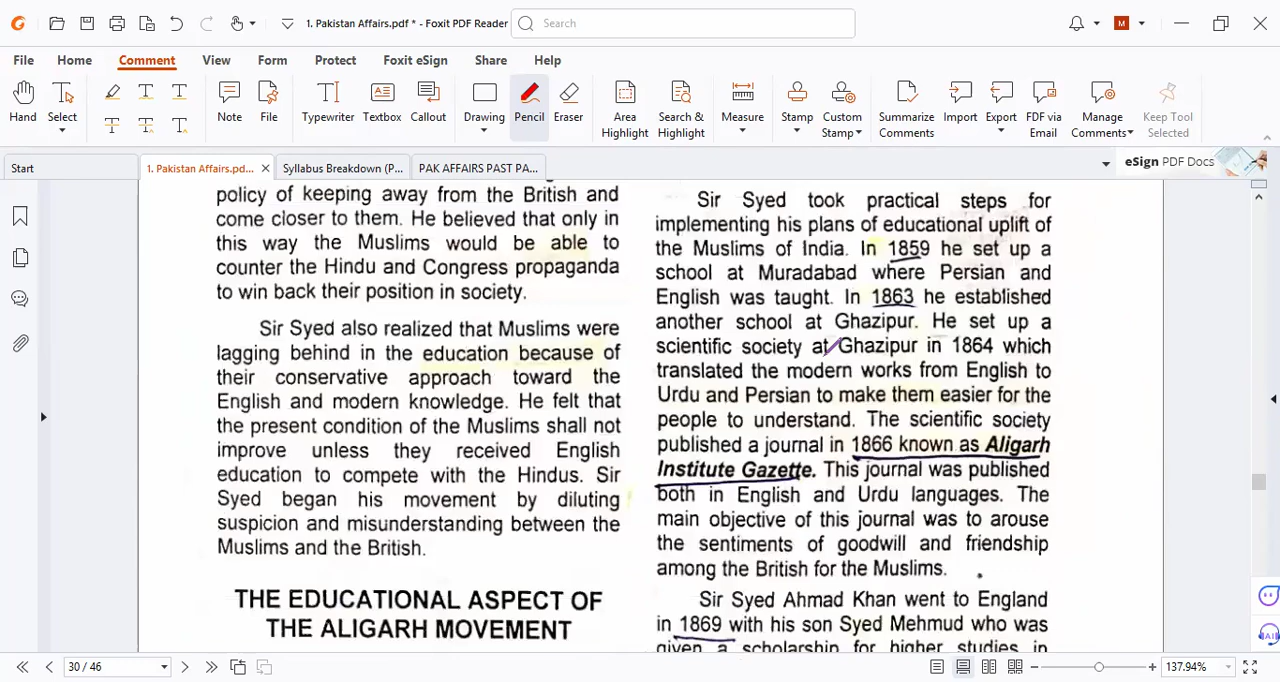 1. Pakistan Affairs.pdf * - Foxit PDF Reader
Search
M
File Home Comment View Form Protect Foxit eSign Share Help
Hand Select Note File Typewriter Textbox Callout Drawing Pencil Eraser Area Highlight Search & Highlight Measure Stamp Custom Stamp Summarize Comments Import Export FDF via Email Manage Comments Keep Tool Selected
Start 1. Pakistan Affairs.pd... Syllabus Breakdown (P... PAK AFFAIRS PAST PA... eSign PDF Docs
policy of keeping away from the British and
come closer to them. He believed that only in
this way the Muslims would be able to
counter the Hindu and Congress propaganda
to win back their position in society.
Sir Syed also realized that Muslims were
lagging behind in the education because of
their conservative approach toward the
English and modern knowledge. He felt that
the present condition of the Muslims shall not
improve unless they received English
education to compete with the Hindus. Sir
Syed began his movement by diluting
suspicion and misunderstanding between the
Muslims and the British.
THE EDUCATIONAL ASPECT OF
THE ALIGARH MOVEMENT
Sir Syed took practical steps for
implementing his plans of educational uplift of
the Muslims of India. In 1859 he set up a
school at Muradabad where Persian and
English was taught. In 1863 he established
another school at Ghazipur. He set up a
scientific society at Ghazipur in 1864 which
translated the modern works from English to
Urdu and Persian to make them easier for the
people to understand. The scientific society
published a journal in 1866 known as Aligarh
Institute Gazette. This journal was published
both in English and Urdu languages. The
main objective of this journal was to arouse
the sentiments of goodwill and friendship
among the British for the Muslims.
Sir Syed Ahmad Khan went to England
in 1869 with his son Syed Mehmud who was
given a scholarship for higher studies in
30 / 46
137.94%